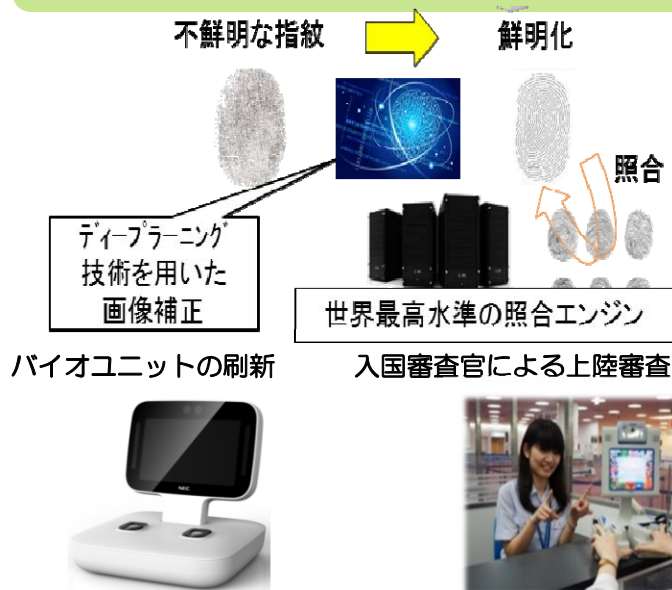 不鮮明な指紋
鮮明化
照合
ディープラーニング
技術を用いた
画像補正
世界最高水準の照合エンジン
バイオユニットの刷新
入国審査官による上陸審査
NEC